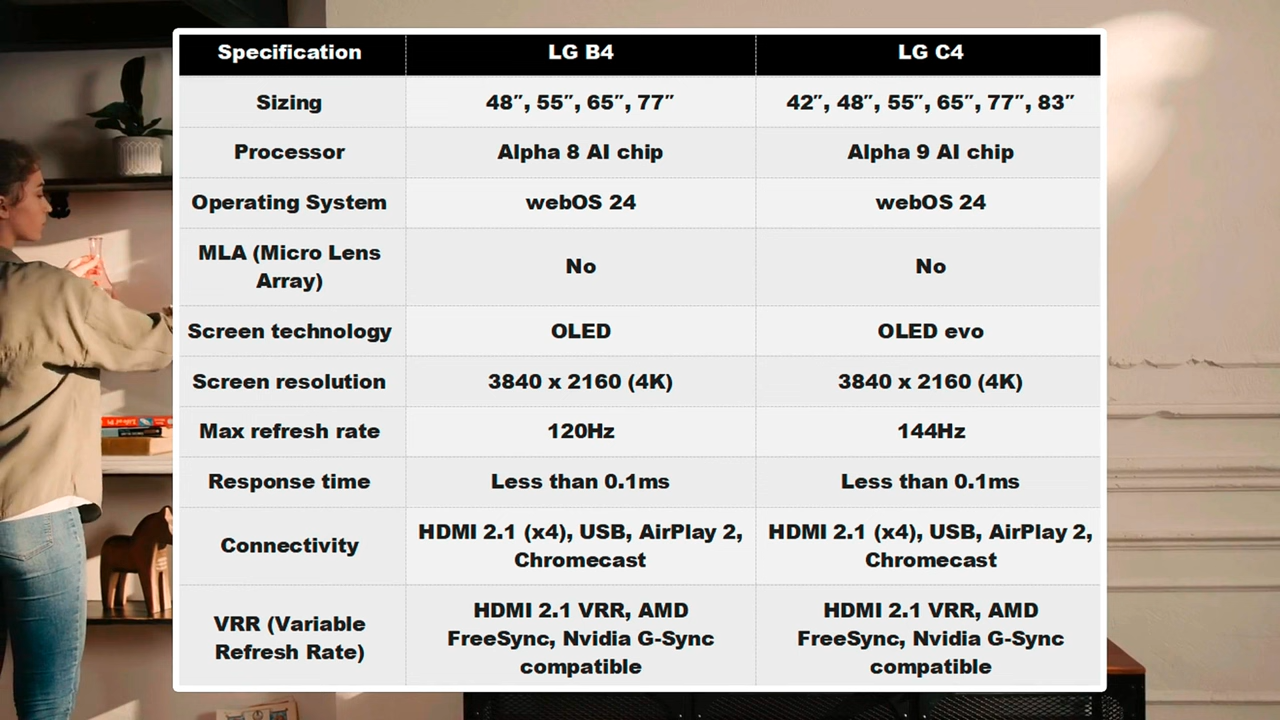 Specification LG B4 LG C4
Sizing 48″, 55″, 65″, 77″ 42″, 48″, 55″, 65″, 77″, 83″
Processor Alpha 8 AI chip Alpha 9 AI chip
Operating System webOS 24 webOS 24
MLA (Micro Lens
Array)
No No
Screen technology OLED OLED evo
Screen resolution 3840 x 2160 (4K) 3840 x 2160 (4K)
Max refresh rate 120Hz 144Hz
Response time Less than 0.1ms Less than 0.1ms
Connectivity
HDMI 2.1 (x4), USB, AirPlay 2,
Chromecast
HDMI 2.1 (x4), USB, AirPlay 2,
Chromecast
VRR (Variable
Refresh Rate)
HDMI 2.1 VRR, AMD
FreeSync, Nvidia G-Sync
compatible
HDMI 2.1 VRR, AMD
FreeSync, Nvidia G-Sync
compatible